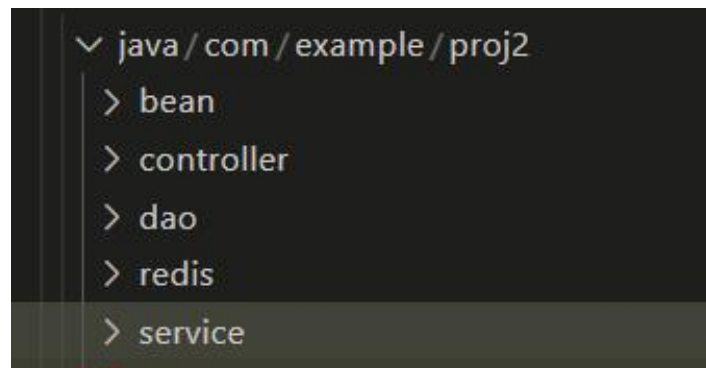 java/com/example/proj2
bean
controller
dao
redis
service